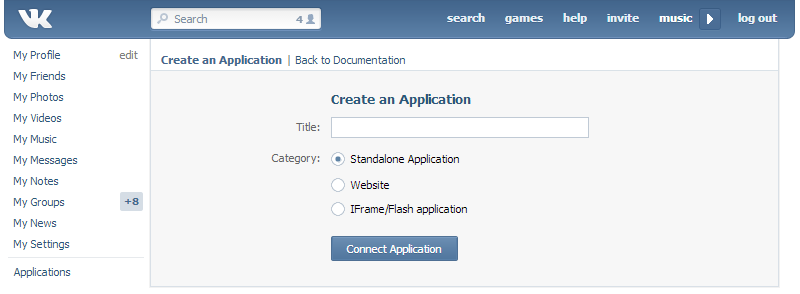 VK Search 4 search games help invite music log out
My Profile edit
My Friends
My Photos
My Videos
My Music
My Messages
My Notes
My Groups +8
My News
My Settings
Applications
Create an Application | Back to Documentation
Create an Application
Title:
Category: Standalone Application
Website
IFrame/Flash application
Connect Application